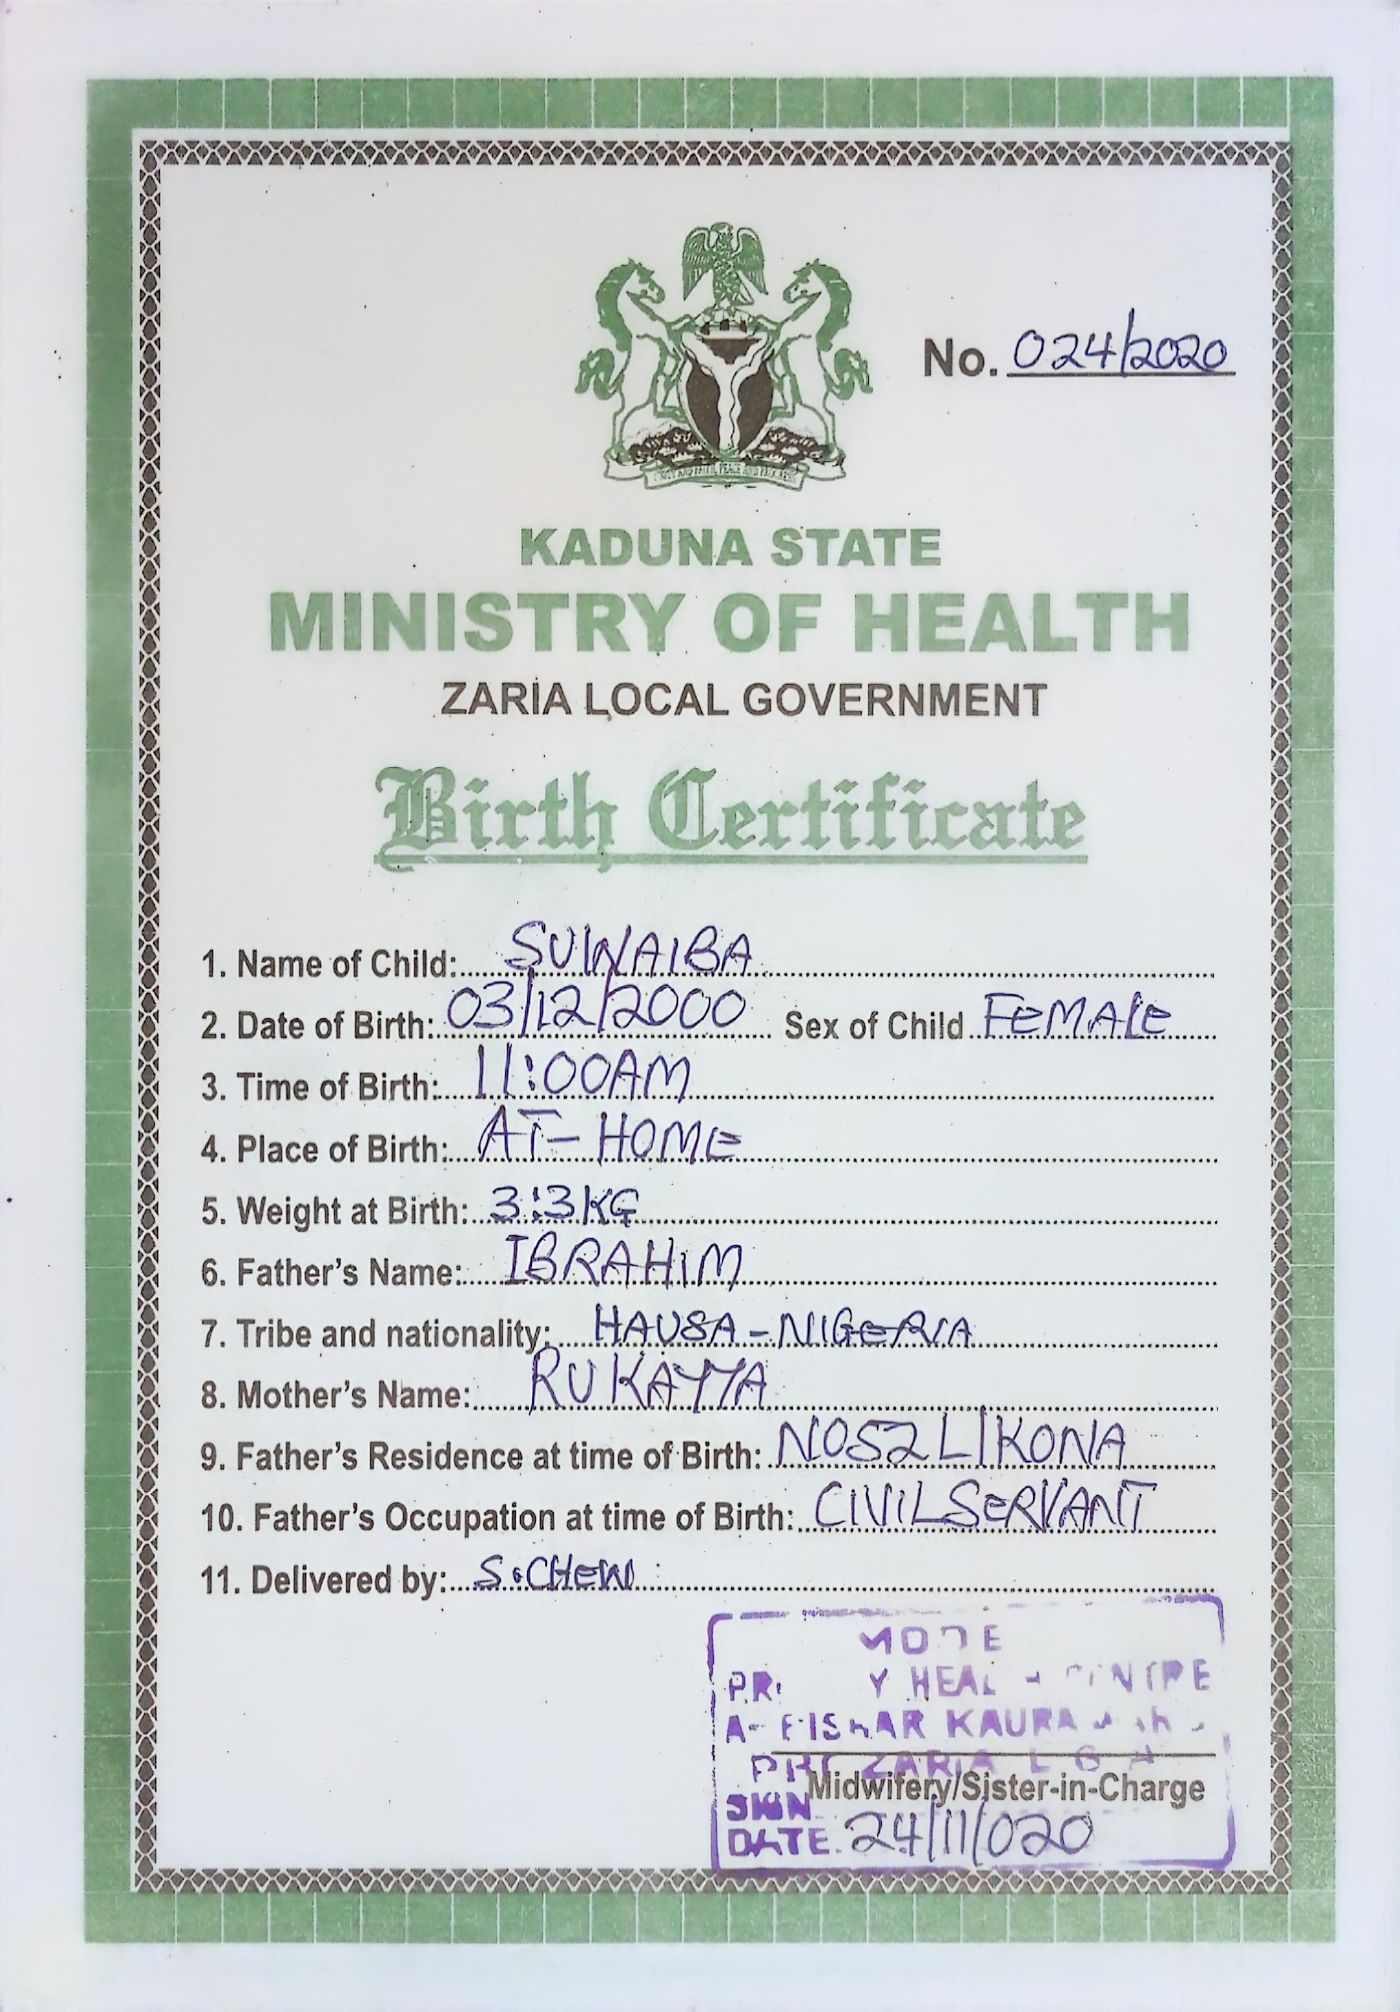 No. 024/2020
KADUNA STATE
MINISTRY OF HEALTH
ZARIA LOCAL GOVERNMENT
Birth Certificate
1. Name of Child: SUWAIBA
2. Date of Birth: 03/12/2000 Sex of Child FEMALE
3. Time of Birth: 11:00AM
4. Place of Birth: AT-HOME
5. Weight at Birth: 3:3KG
6. Father's Name: IBRAHIM
7. Tribe and nationality: HAUSA-NIGERIA
8. Mother's Name: RUKAYYA
9. Father's Residence at time of Birth: NO52 LIKONA
10. Father's Occupation at time of Birth: CIVIL SERVANT
11. Delivered by: S.CHEW
HEAL
KAURA
ZARIA L G A
Midwifery/Sister-in-Charge
SIGN
DATE 24/11/020